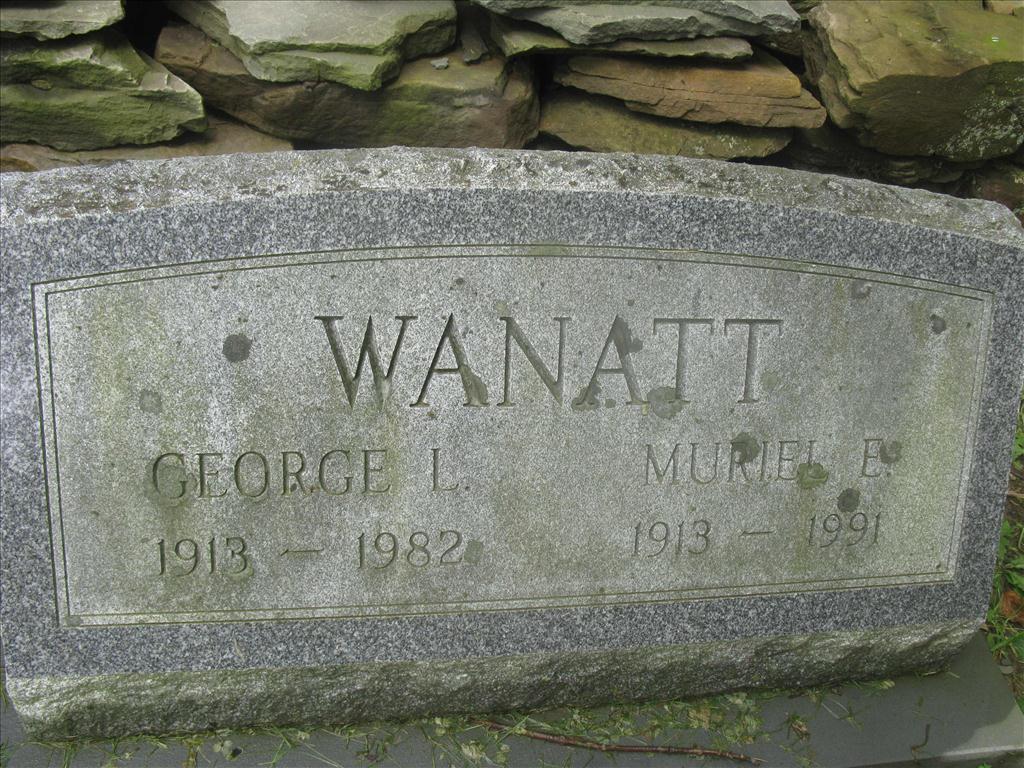 WANATT
GEORGE L. MURIEL E.
1913 — 1982 1913 — 1991